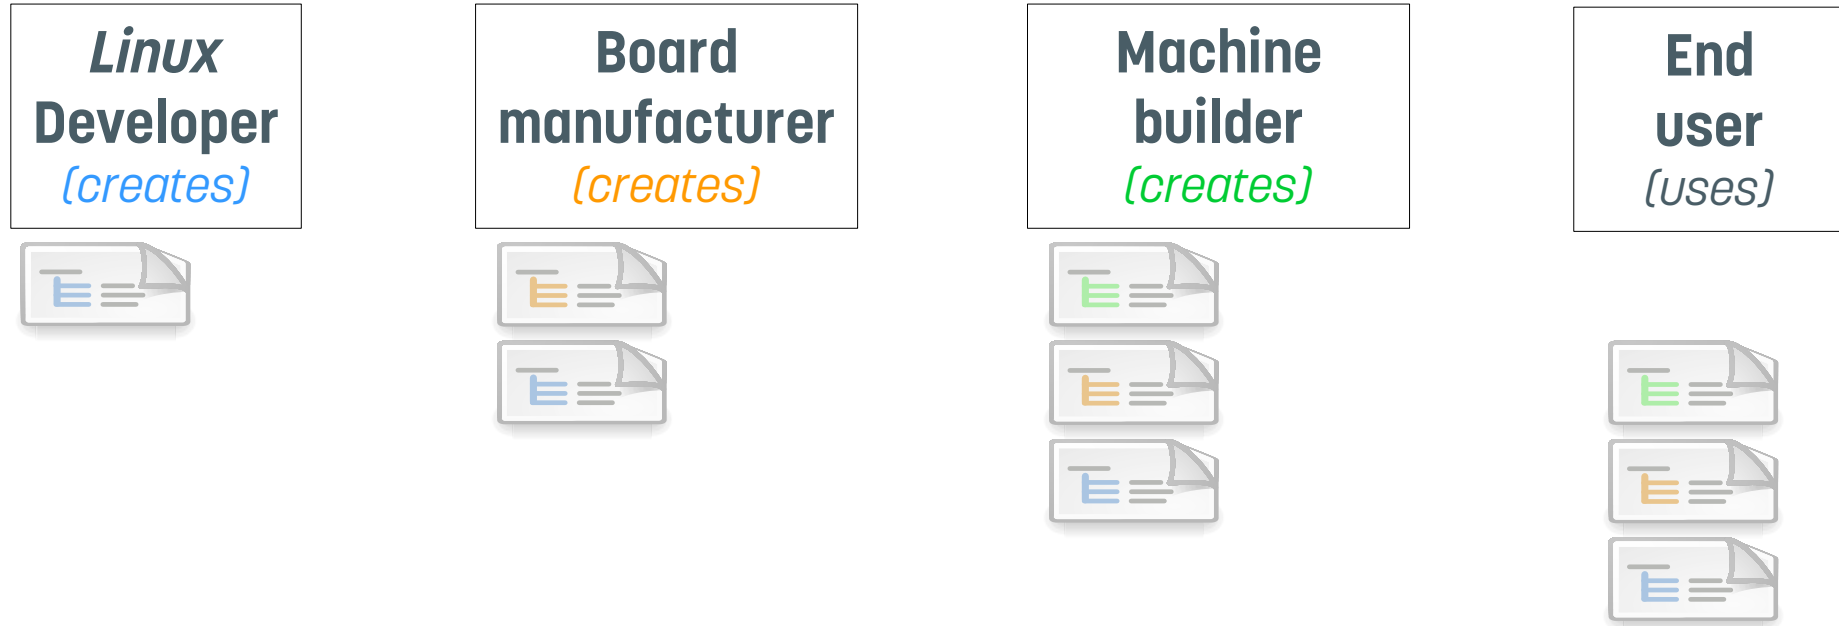 Linux
Developer
(creates)
Board
manufacturer
(creates)
Machine
builder
(creates)
End
user
(uses)